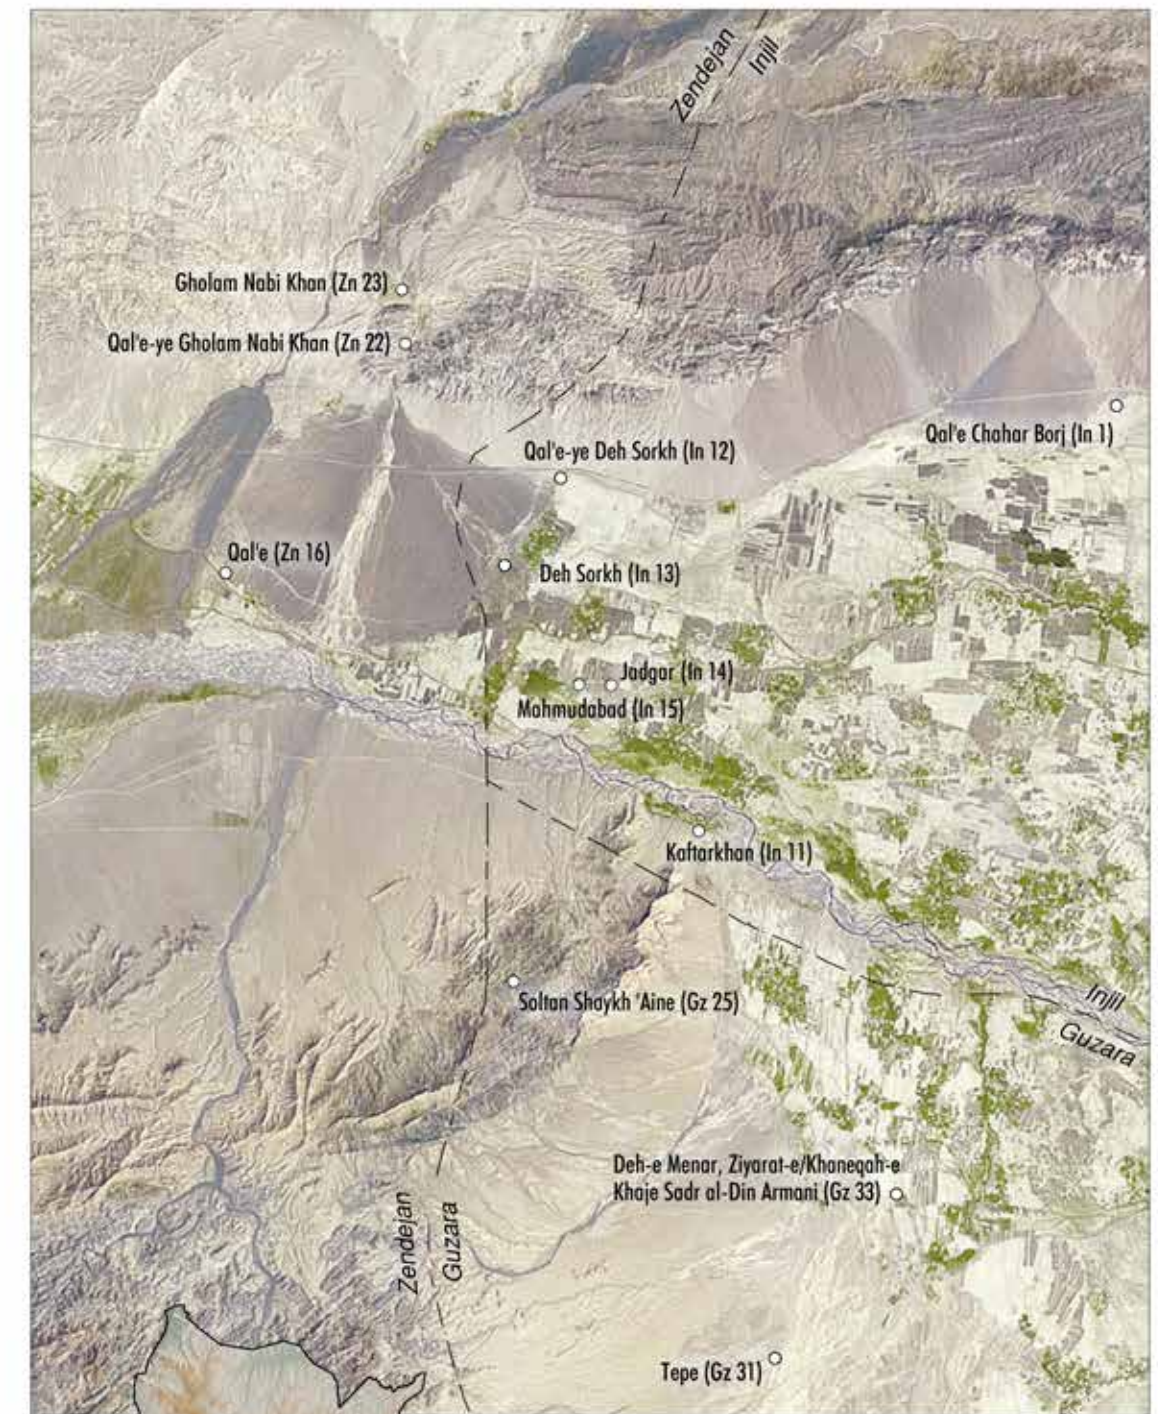 Zendejan
Injil
Gholam Nabi Khan (Zn 23)
Qal'e-ye Gholam Nabi Khan (Zn 22)
Qal'e Chahar Borj (In 1)
Qal'e-ye Deh Sorkh (In 12)
Qal'e (Zn 16)
Deh Sorkh (In 13)
Jadgar (In 14)
Mahmudabad (In 15)
Kaftarkhan (In 11)
Soltan Shaykh 'Aine (Gz 25)
Injil
Guzara
Deh-e Menar, Ziyarat-e/Khaneqah-e
Khaje Sadr al-Din Armani (Gz 33)
Zendejan
Guzara
Tepe (Gz 31)